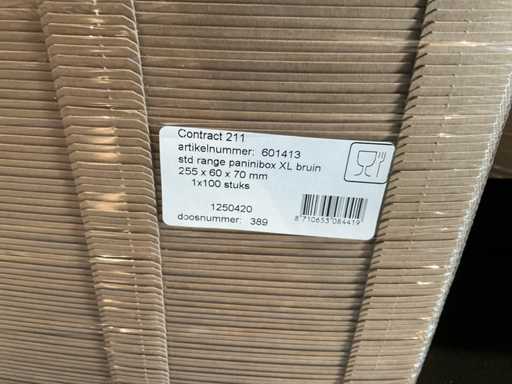 Contract 211
artikelnummer: 601413
std range paninibox XL bruin
255 x 60 x 70 mm
1x100 stuks
1250420
doosnummer: 389
8 710653 084419